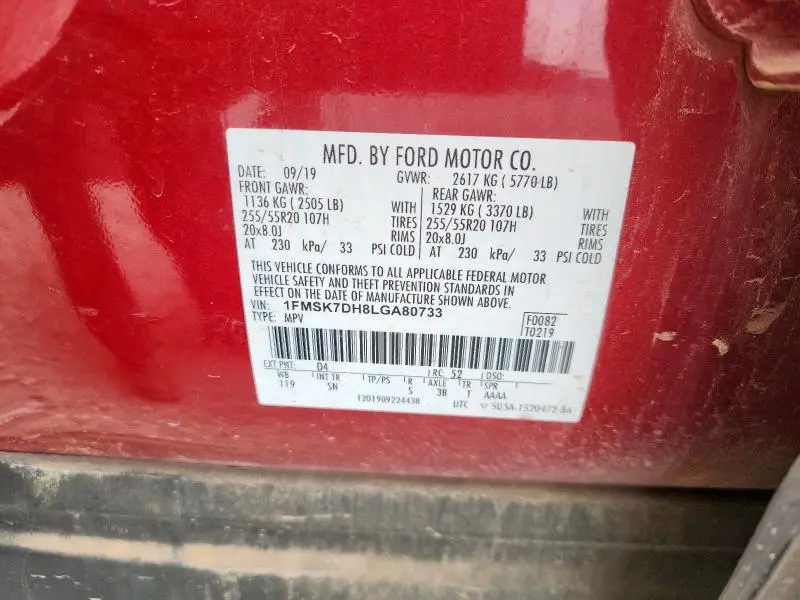 MFD. BY FORD MOTOR CO.
DATE: 09/19 GVWR: 2617 KG ( 5770 LB)
FRONT GAWR: REAR GAWR:
1136 KG ( 2505 LB) WITH 1529 KG ( 3370 LB) WITH
255/55R20 107H TIRES 255/55R20 107H TIRES
20x8.0J RIMS 20x8.0J RIMS
AT 230 kPa/ 33 PSI COLD AT 230 kPa/ 33 PSI COLD
THIS VEHICLE CONFORMS TO ALL APPLICABLE FEDERAL MOTOR
VEHICLE SAFETY AND THEFT PREVENTION STANDARDS IN
EFFECT ON THE DATE OF MANUFACTURE SHOWN ABOVE.
VIN: 1FMSK7DH8LGA80733
TYPE: MPV
F0082
T0219
EXT PNT: D4 RC: 52 DSO:
WB INT TR TP/PS R AXLE TR SPR
119 SN S 3B T AAAA
1201909224438 UTC